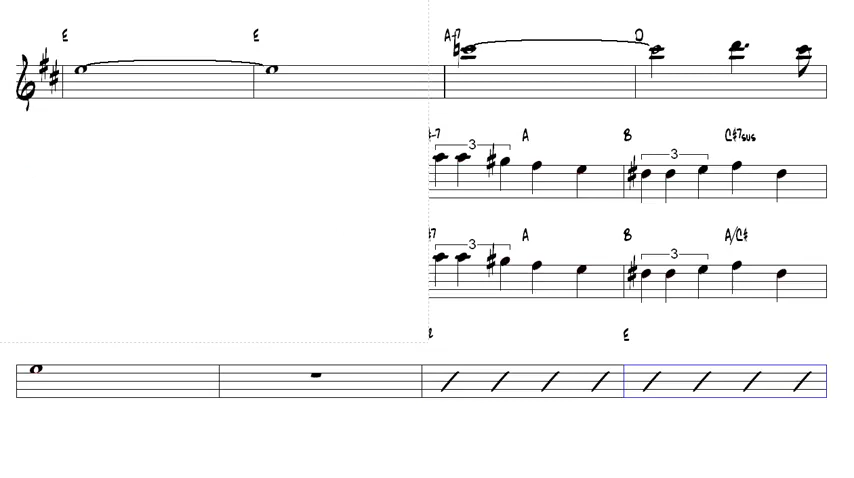 E E A-7 D
3 3
-7 A B C#7sus
3 3
#7 A B A/C#
E